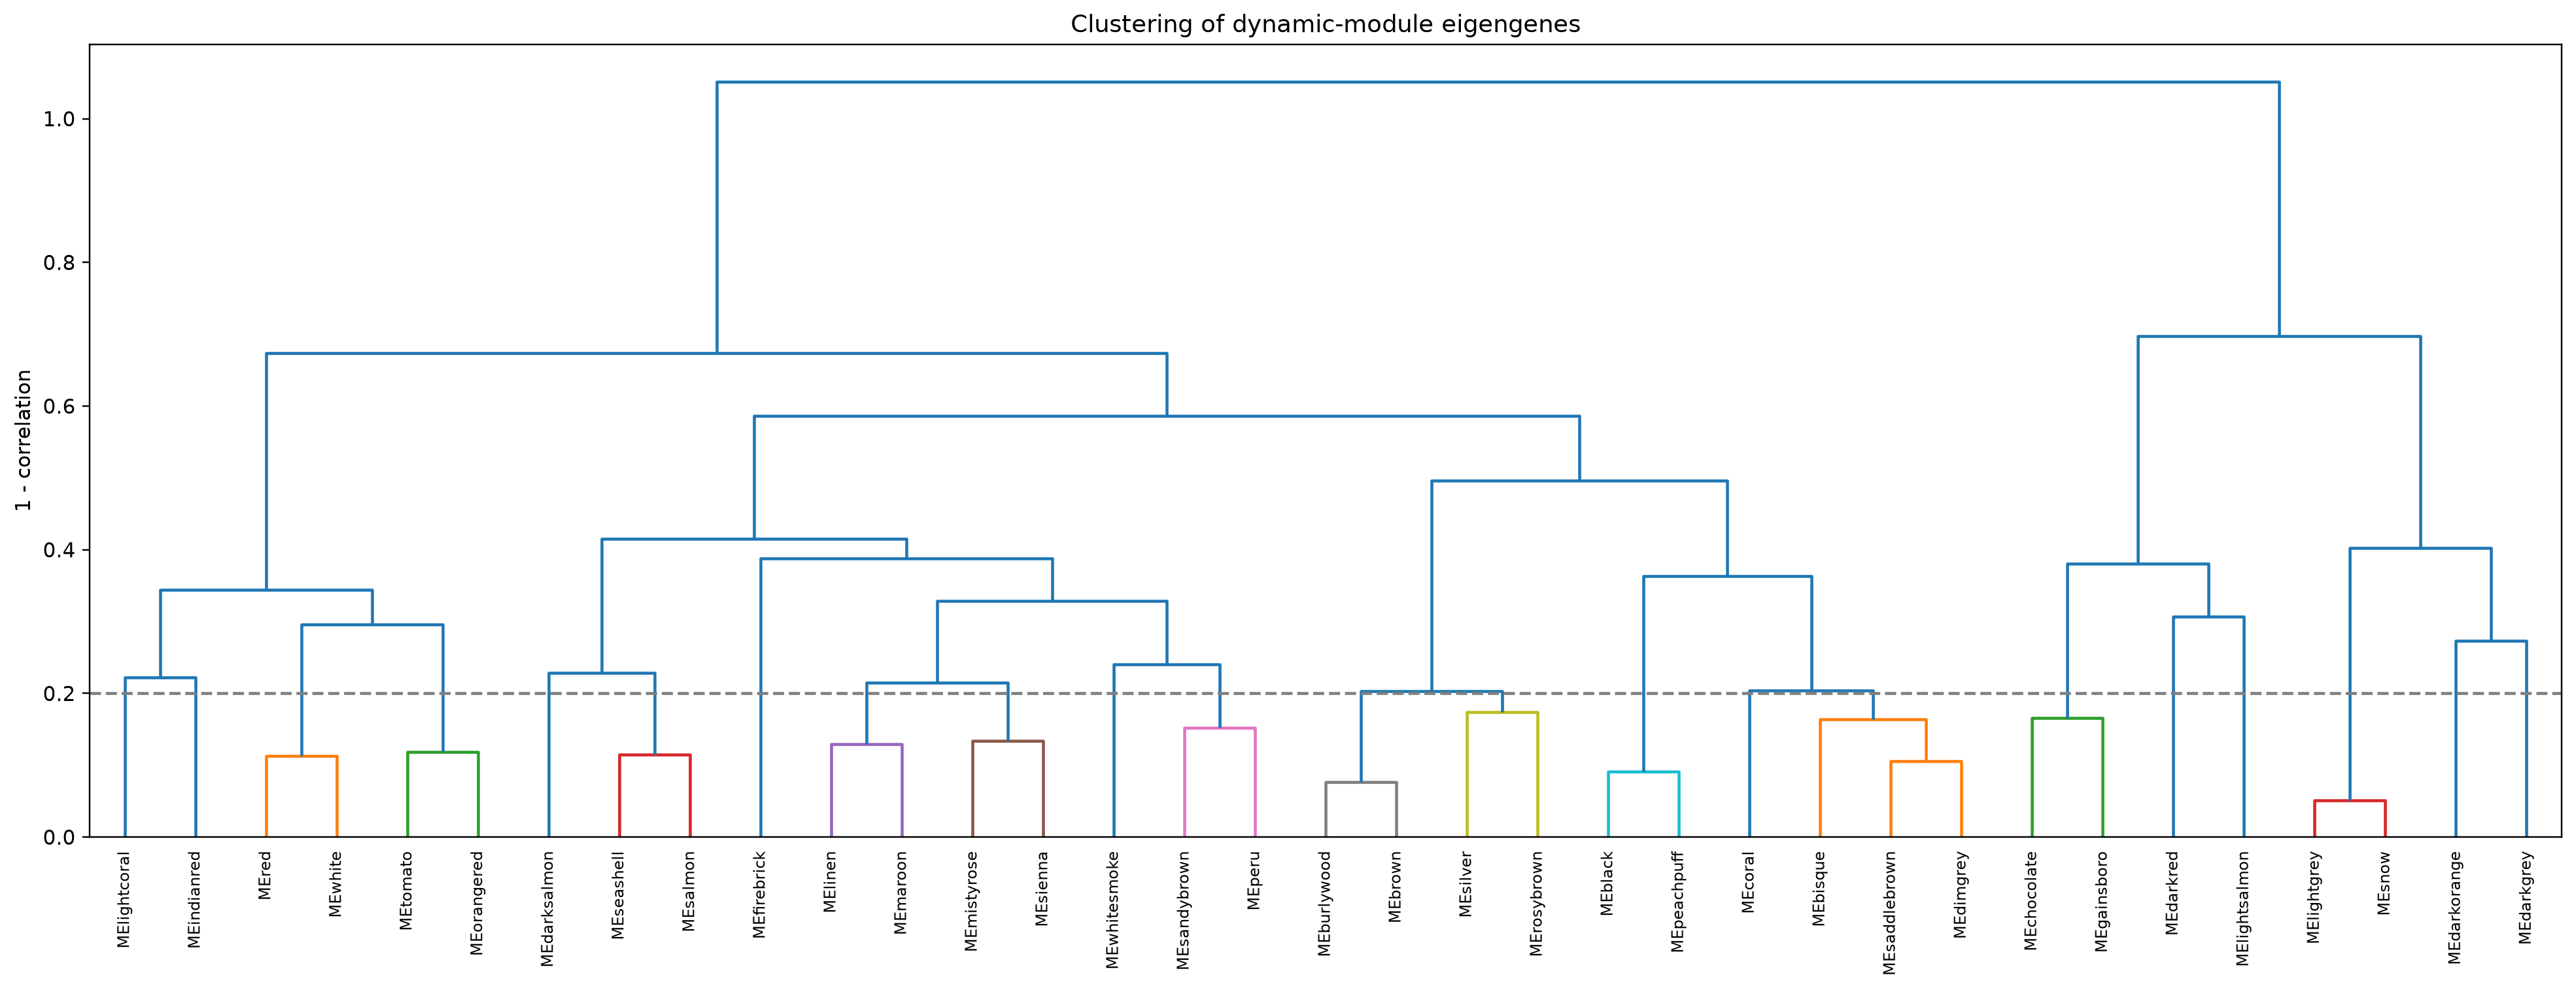 Clustering of dynamic-module eigengenes
1 - correlation
1.0
0.8
0.6
0.4
0.2
0.0
MElightcoral
MEindianred
MEred
MEwhite
MEtomato
MEorangered
MEdarksalmon
MEseashell
MEsalmon
MEfirebrick
MElinen
MEmaroon
MEmistyrose
MEsienna
MEwhitesmoke
MEsandybrown
MEperu
MEburlywood
MEbrown
MEsilver
MErosybrown
MEblack
MEpeachpuff
MEcoral
MEbisque
MEsaddlebrown
MEdimgrey
MEchocolate
MEgainsboro
MEdarkred
MElightsalmon
MElightgrey
MEsnow
MEdarkorange
MEdarkgrey